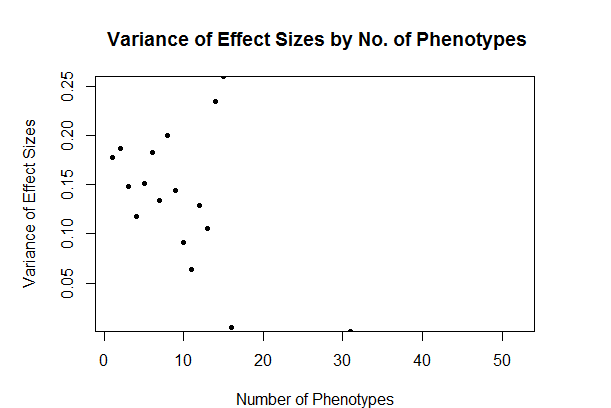 Variance of Effect Sizes by No. of Phenotypes
0.25
0.20
0.15
0.10
0.05
Variance of Effect Sizes
0 10 20 30 40 50
Number of Phenotypes